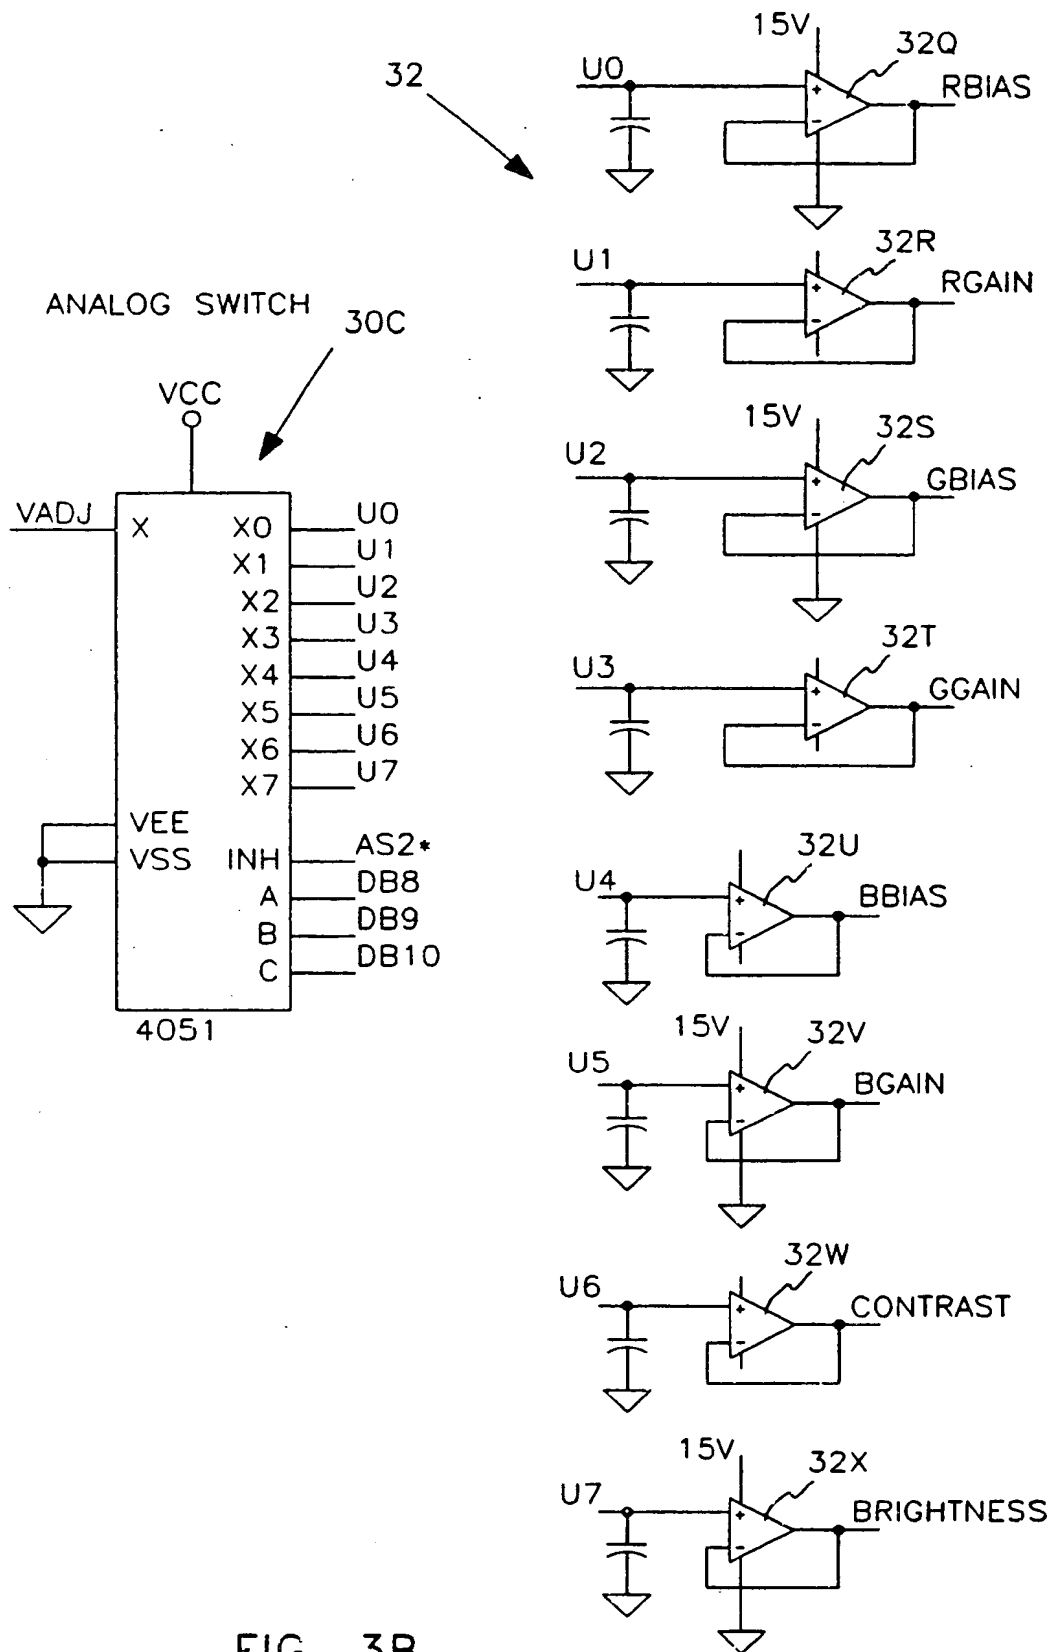 ANALOG SWITCH
30C
VCC
VADJ
X
X0 U0
X1 U1
X2 U2
X3 U3
X4 U4
X5 U5
X6 U6
X7 U7
VEE
VSS
INH AS2*
A DB8
B DB9
C DB10
4051
32
15V
U0
+
-
32Q
RBIAS
U1
+
-
32R
RGAIN
15V
U2
+
-
32S
GBIAS
U3
+
-
32T
GGAIN
U4
+
-
32U
BBIAS
15V
U5
+
-
32V
BGAIN
U6
+
-
32W
CONTRAST
15V
U7
+
-
32X
BRIGHTNESS
FIG. 3B